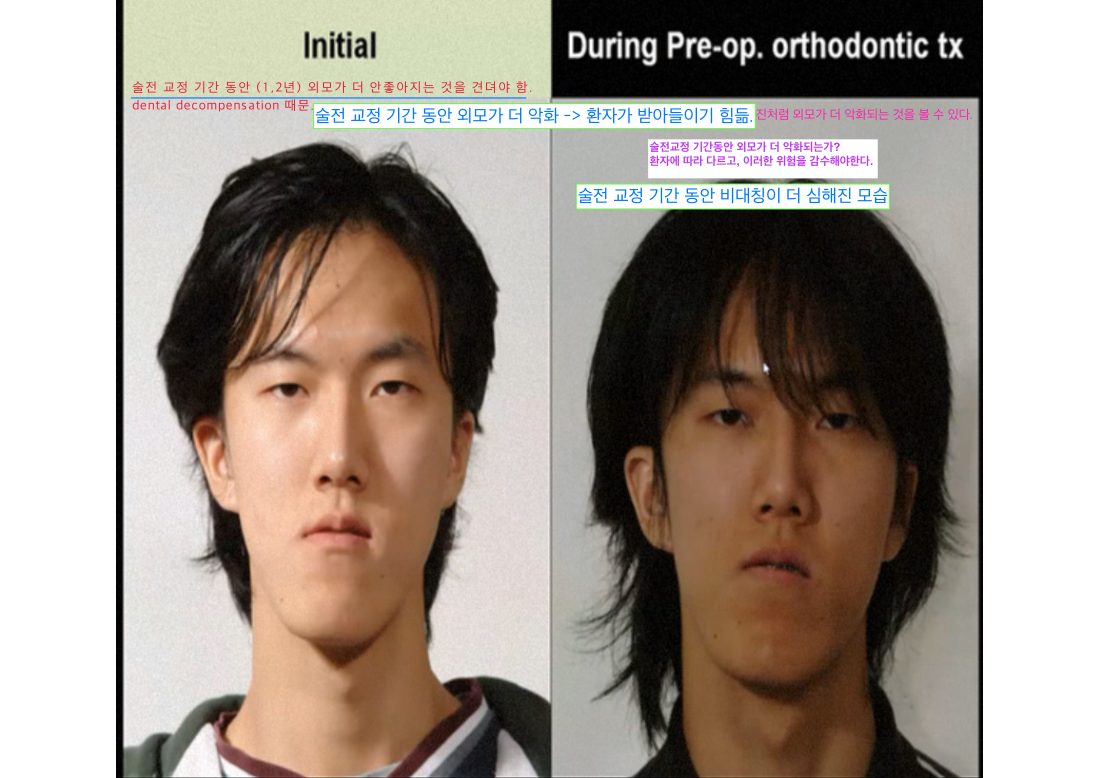 Initial
During Pre-op. orthodontic tx
술전 교정 기간 동안 (1,2년) 외모가 더 안좋아지는 것을 견뎌야 함.
dental decompensation 때문.
술전 교정 기간 동안 외모가 더 악화 -> 환자가 받아들이기 힘듦.
진처럼 외모가 더 악화되는 것을 볼 수 있다.
술전교정 기간동안 외모가 더 악화되는가?
환자에 따라 다르고, 이러한 위험을 감수해야한다.
술전 교정 기간 동안 비대칭이 더 심해진 모습